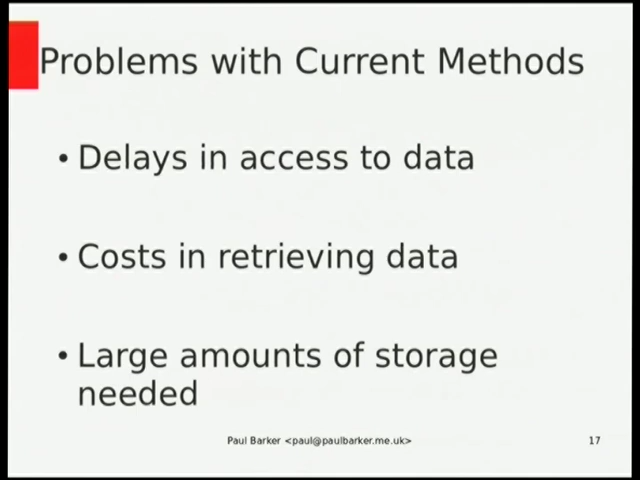 Problems with Current Methods
• Delays in access to data
• Costs in retrieving data
• Large amounts of storage
needed
Paul Barker <paul@paulbarker.me.uk>
17